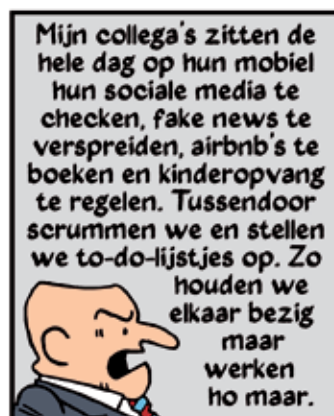 Mijn collega's zitten de
hele dag op hun mobiel
hun sociale media te
checken, fake news te
verspreiden, airbnb's te
boeken en kinderopvang
te regelen. Tussendoor
scrummen we en stellen
we to-do-lijstjes op. Zo
houden we
elkaar bezig
maar
werken
ho maar.